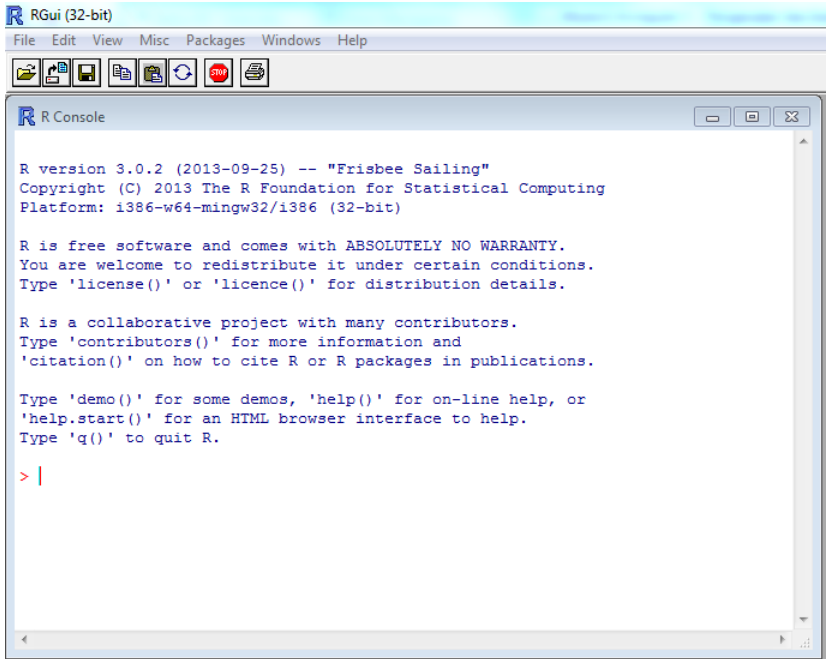 RGui (32-bit)
File Edit View Misc Packages Windows Help
STOP
R Console
R version 3.0.2 (2013-09-25) -- "Frisbee Sailing"
Copyright (C) 2013 The R Foundation for Statistical Computing
Platform: i386-w64-mingw32/i386 (32-bit)
R is free software and comes with ABSOLUTELY NO WARRANTY.
You are welcome to redistribute it under certain conditions.
Type 'license()' or 'licence()' for distribution details.
R is a collaborative project with many contributors.
Type 'contributors()' for more information and
'citation()' on how to cite R or R packages in publications.
Type 'demo()' for some demos, 'help()' for on-line help, or
'help.start()' for an HTML browser interface to help.
Type 'q()' to quit R.
>